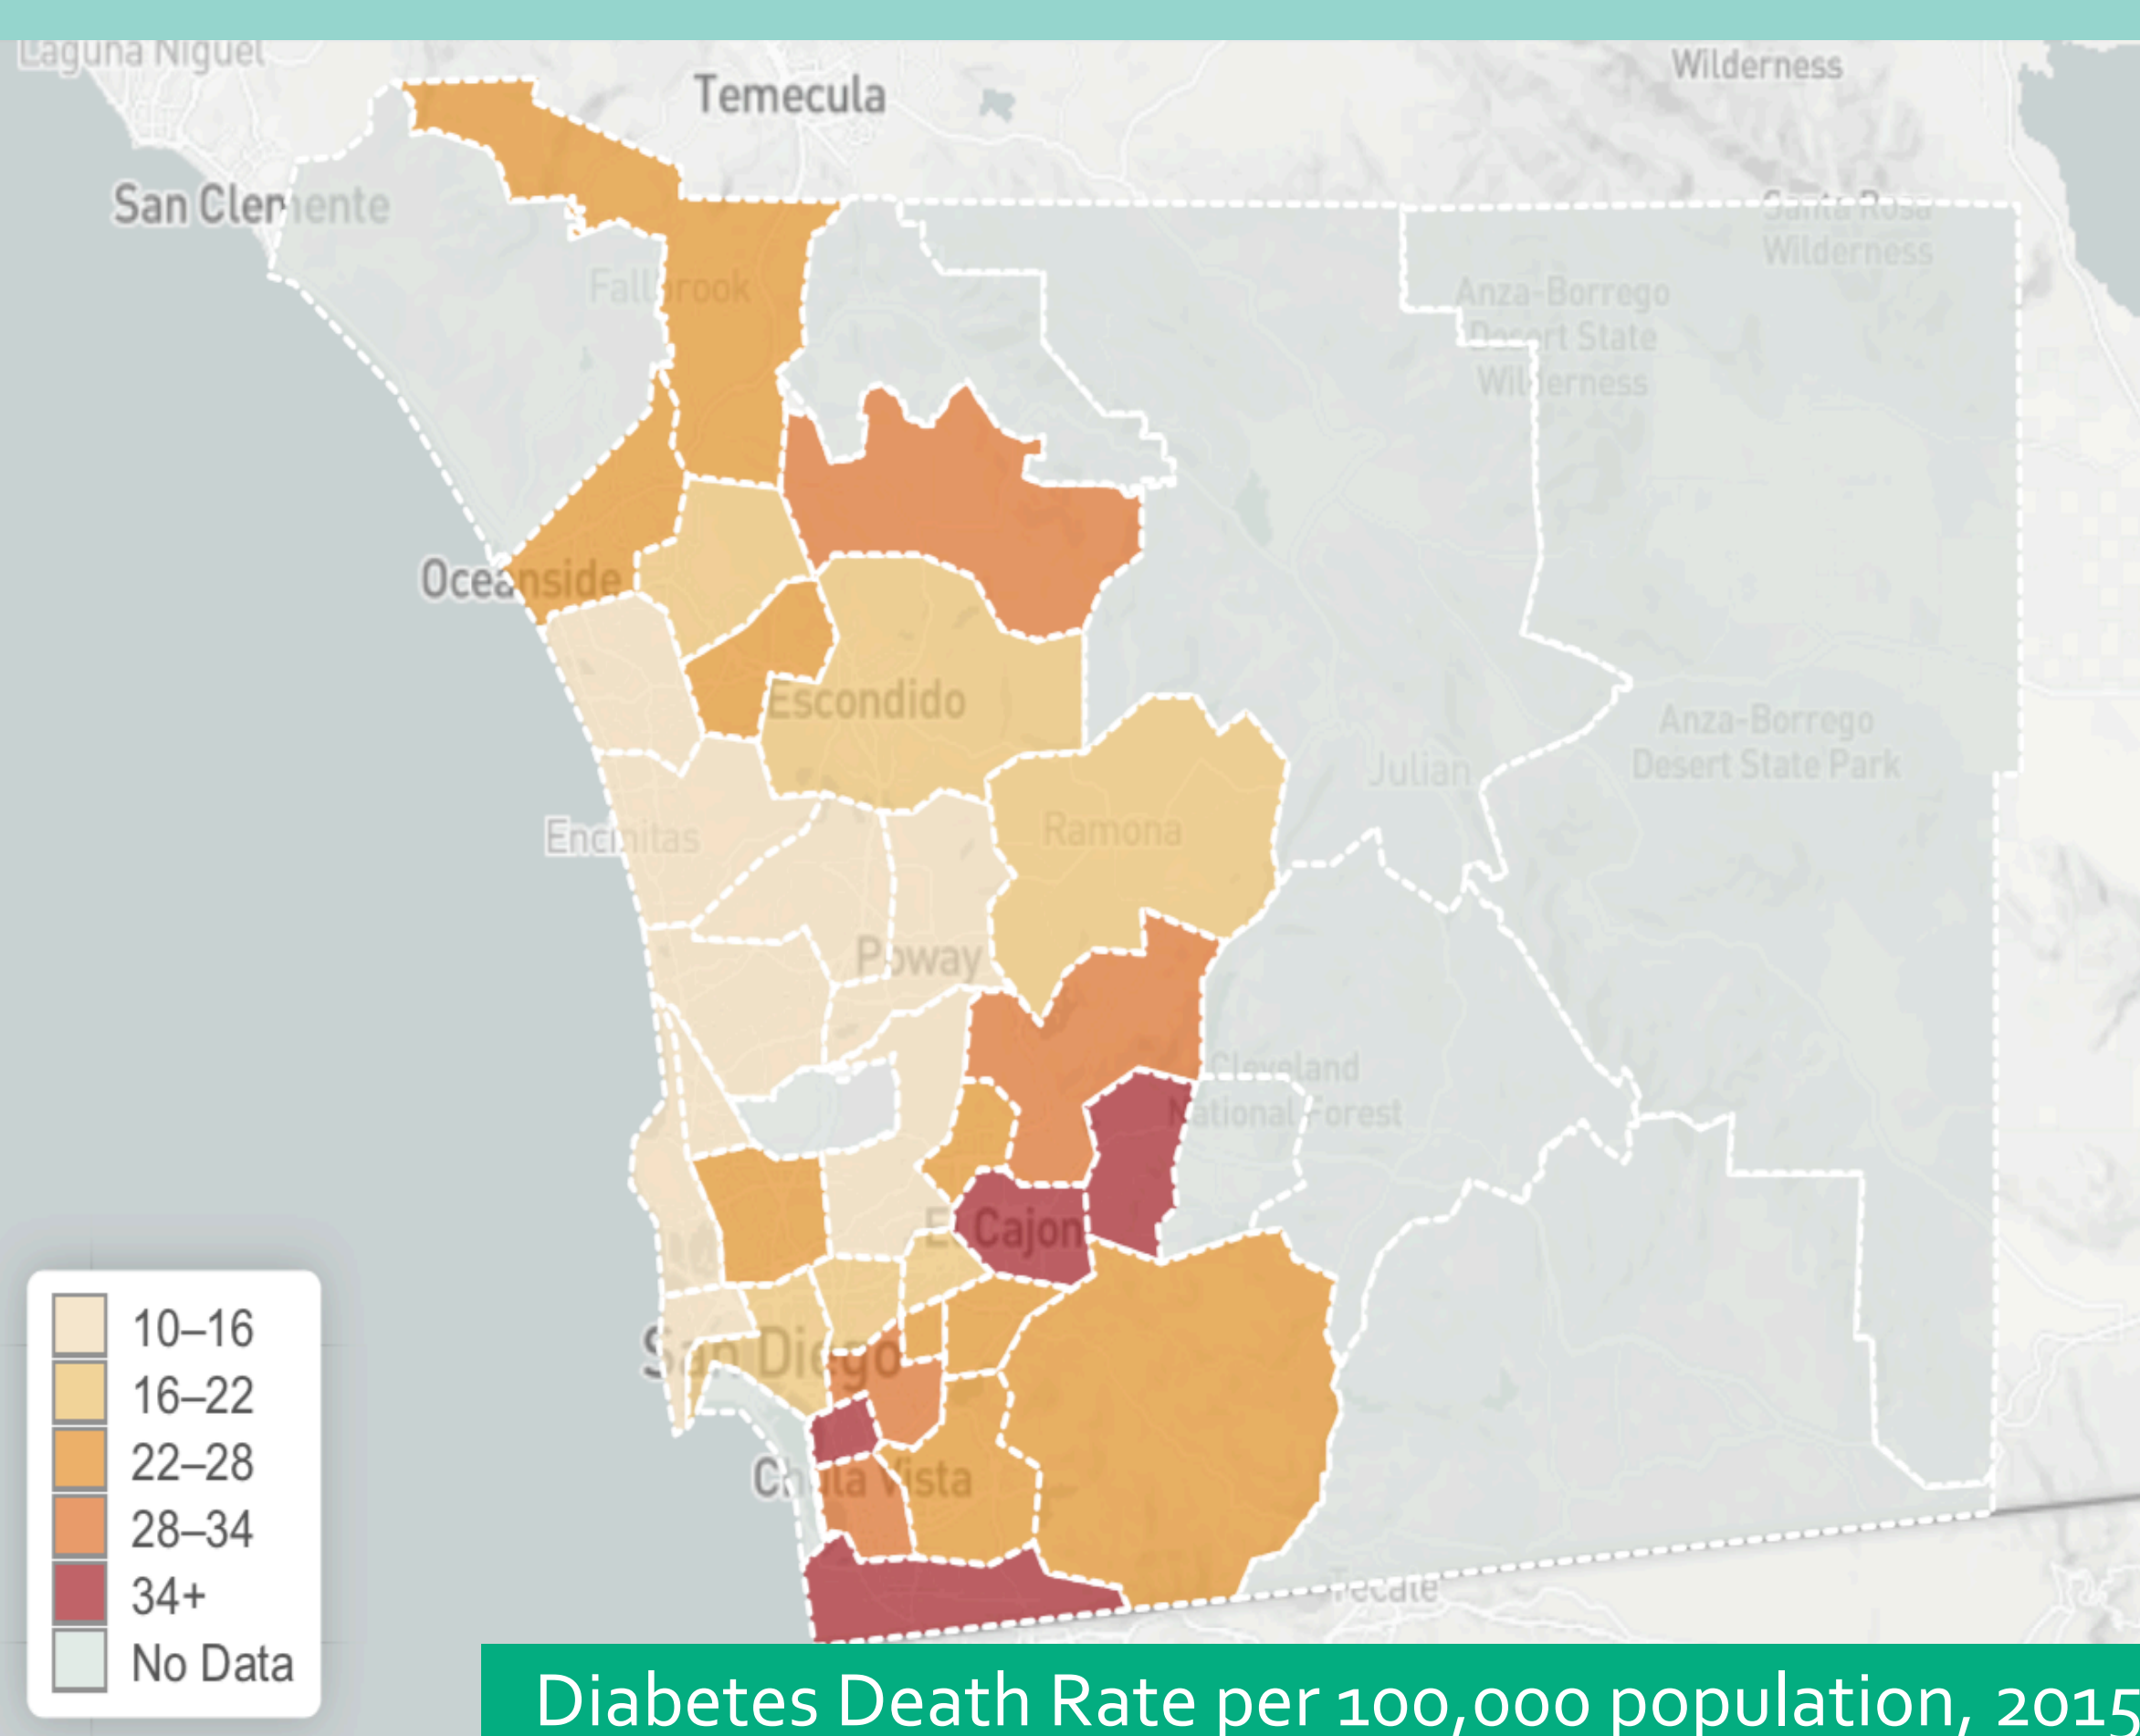 Laguna Niguel
Temecula
Wilderness
San Clemente
Santa Rosa
Wilderness
Fallbrook
Anza-Borrego
Desert State
Wilderness
Oceanside
Escondido
Anza-Borrego
Desert State Park
Julian
Encinitas
Ramona
Poway
Cleveland
National Forest
El Cajon
San Diego
Chula Vista
Tecate
10–16
16–22
22–28
28–34
34+
No Data
Diabetes Death Rate per 100,000 population, 2015